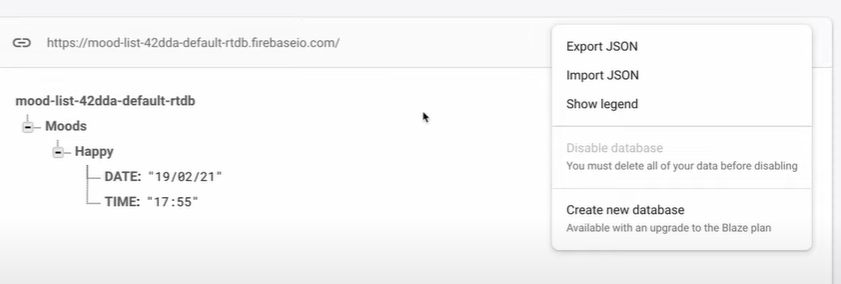 https://mood-list-42dda-default-rtdb.firebaseio.com/
mood-list-42dda-default-rtdb
Moods
Happy
DATE: "19/02/21"
TIME: "17:55"
Export JSON
Import JSON
Show legend
Disable database
You must delete all of your data before disabling
Create new database
Available with an upgrade to the Blaze plan